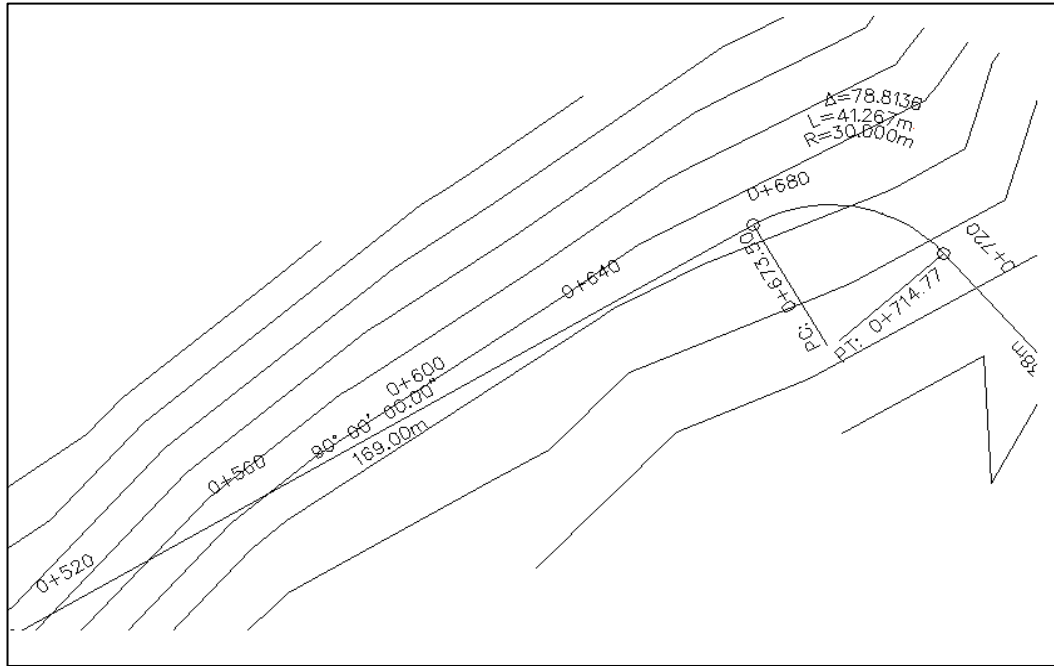 Δ=78.8136
L=41.267m
R=30.000m
0+680
0+720
0+640
PC: 0+673.50
PT: 0+714.77
38m
0+600
90° 00' 00.00"
169.00m
0+560
0+520